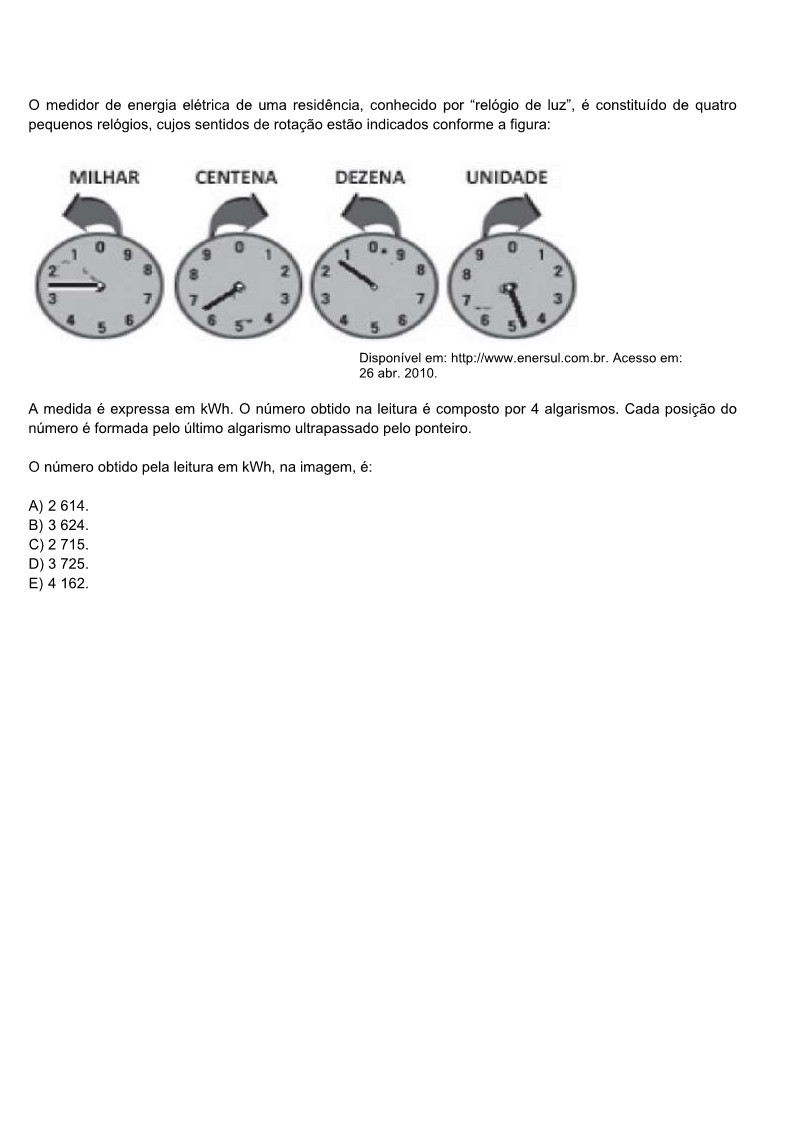 O medidor de energia elétrica de uma residência, conhecido por “relógio de luz”, é constituído de quatro
pequenos relógios, cujos sentidos de rotação estão indicados conforme a figura:
MILHAR CENTENA DEZENA UNIDADE
1 0 9 9 0 1 1 0 9 9 0 1
2 8 8 2 2 8 8 2
3 7 7 3 3 7 7 3
4 5 6 6 5 4 4 5 6 6 5 4
Disponível em: http://www.enersul.com.br. Acesso em:
26 abr. 2010.
A medida é expressa em kWh. O número obtido na leitura é composto por 4 algarismos. Cada posição do
número é formada pelo último algarismo ultrapassado pelo ponteiro.
O número obtido pela leitura em kWh, na imagem, é:
A) 2 614.
B) 3 624.
C) 2 715.
D) 3 725.
E) 4 162.